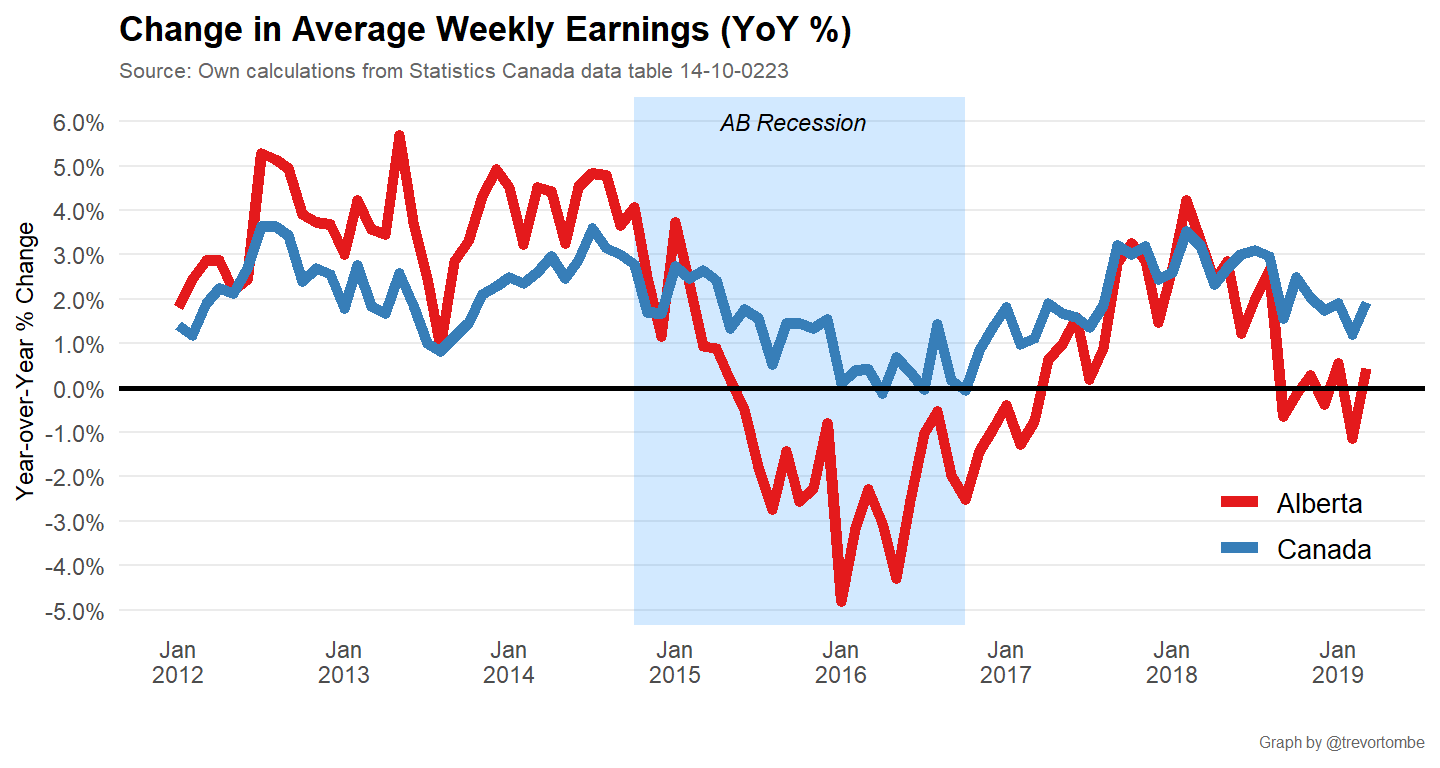 Change in Average Weekly Earnings (YoY %)
Source: Own calculations from Statistics Canada data table 14-10-0223
AB Recession
Year-over-Year % Change
6.0%
5.0%
4.0%
3.0%
2.0%
1.0%
0.0%
-1.0%
-2.0%
-3.0%
-4.0%
-5.0%
Alberta
Canada
Jan
2012
Jan
2013
Jan
2014
Jan
2015
Jan
2016
Jan
2017
Jan
2018
Jan
2019
Graph by @trevortombe